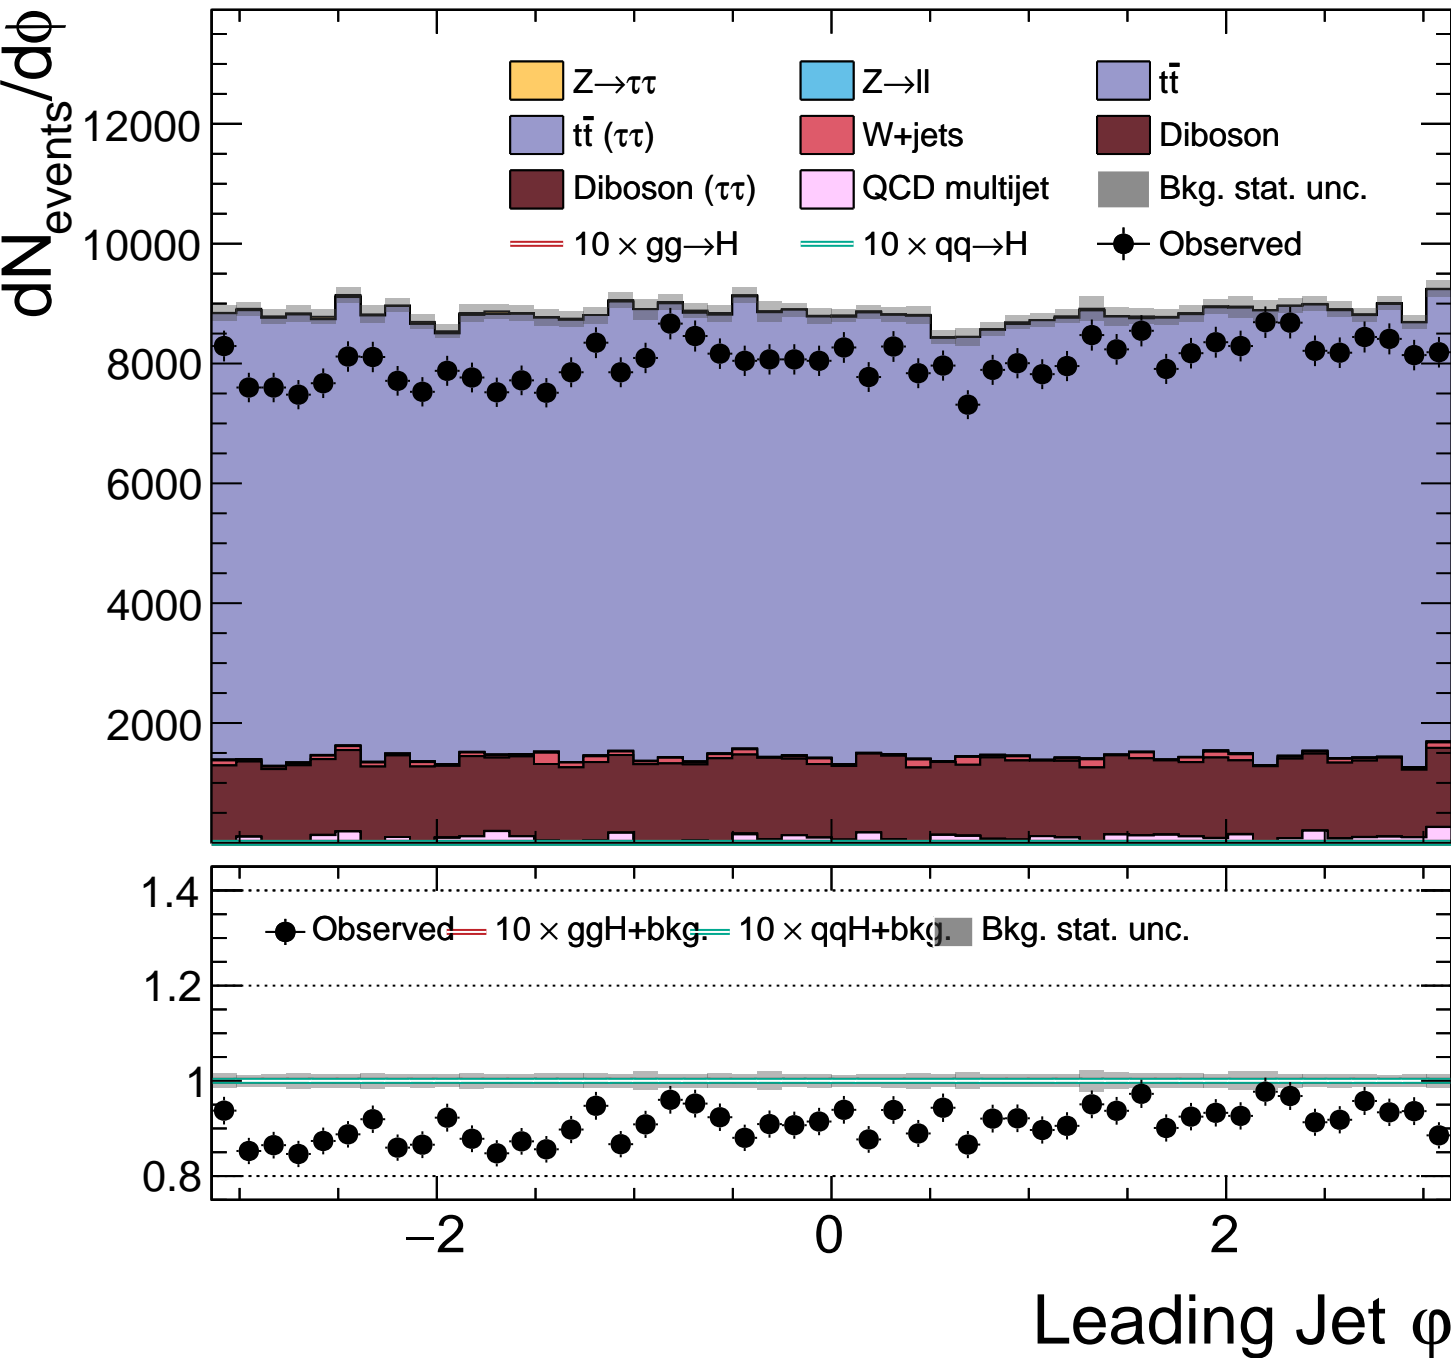 dN_events/dϕ
12000
10000
8000
6000
4000
2000
Z→ττ Z→ll tt̄
tt̄ (ττ) W+jets Diboson
Diboson (ττ) QCD multijet Bkg. stat. unc.
10 × gg→H 10 × qq→H Observed
1.4
1.2
1
0.8
Observed 10 × ggH+bkg. 10 × qqH+bkg. Bkg. stat. unc.
−2 0 2
Leading Jet φ